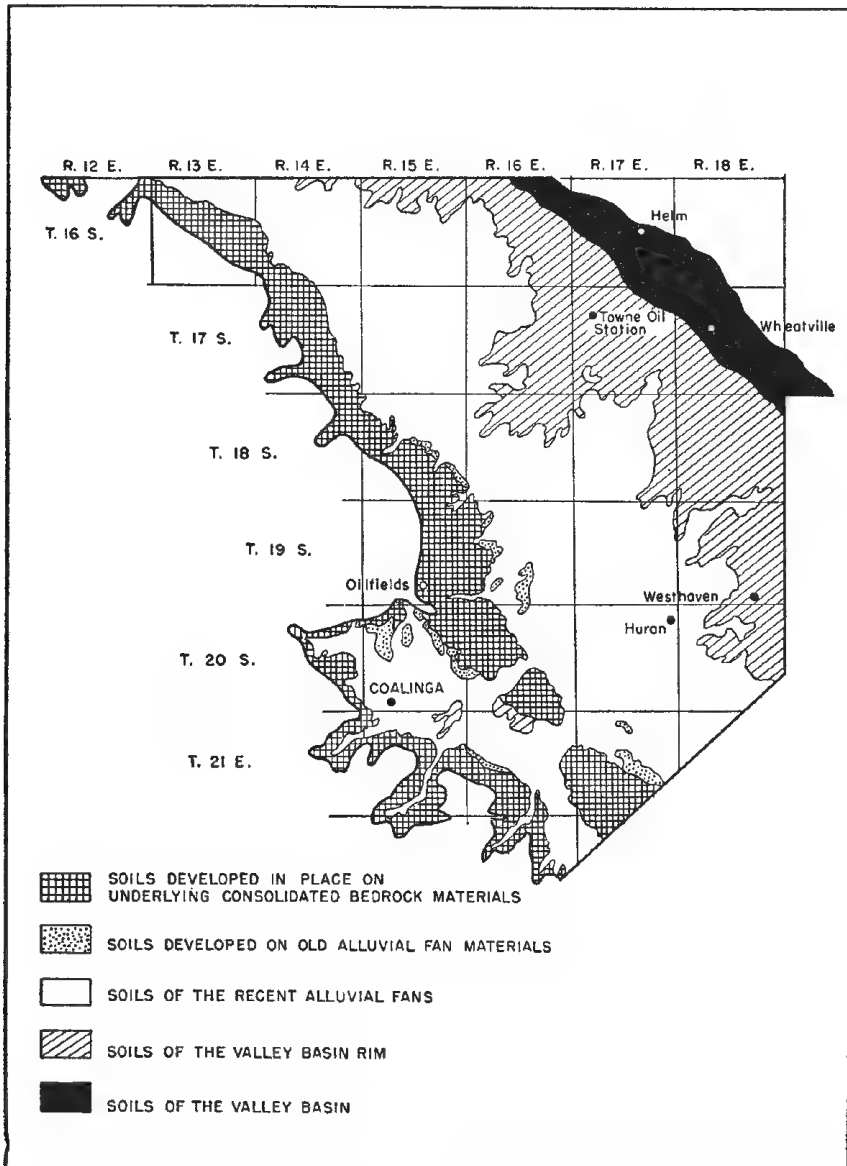 R. 12 E. R. 13 E. R. 14 E. R. 15 E. R. 16 E. R. 17 E. R. 18 E.
T. 16 S.
Helm
T. 17 S.
Towne Oil
Station
Wheatville
T. 18 S.
T. 19 S.
Oilfields
Westhaven
Huron
T. 20 S.
COALINGA
T. 21 E.
SOILS DEVELOPED IN PLACE ON
UNDERLYING CONSOLIDATED BEDROCK MATERIALS
SOILS DEVELOPED ON OLD ALLUVIAL FAN MATERIALS
SOILS OF THE RECENT ALLUVIAL FANS
SOILS OF THE VALLEY BASIN RIM
SOILS OF THE VALLEY BASIN